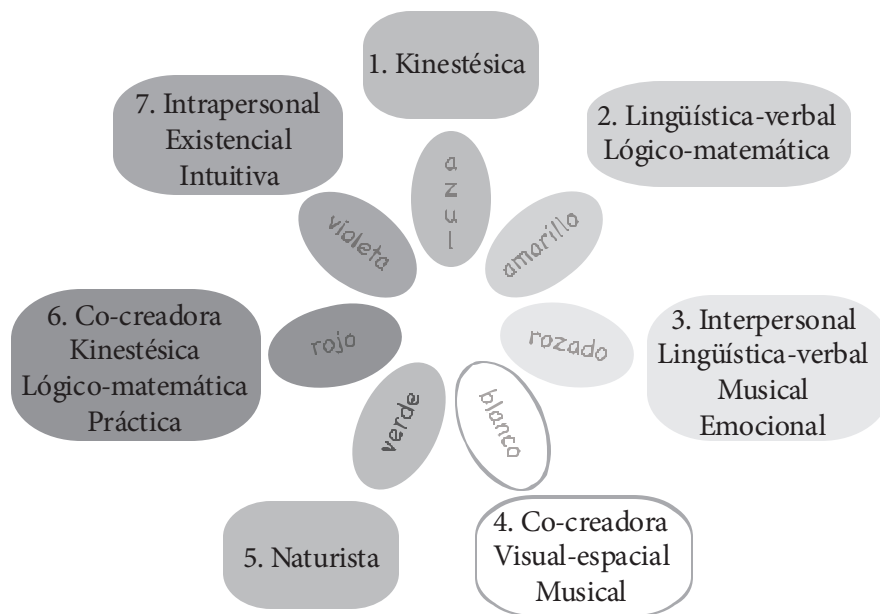 1. Kinestésica
azul
2. Lingüística-verbal
Lógico-matemática
amarillo
3. Interpersonal
Lingüística-verbal
Musical
Emocional
rozado
4. Co-creadora
Visual-espacial
Musical
blanco
5. Naturista
verde
6. Co-creadora
Kinestésica
Lógico-matemática
Práctica
rojo
7. Intrapersonal
Existencial
Intuitiva
violeta